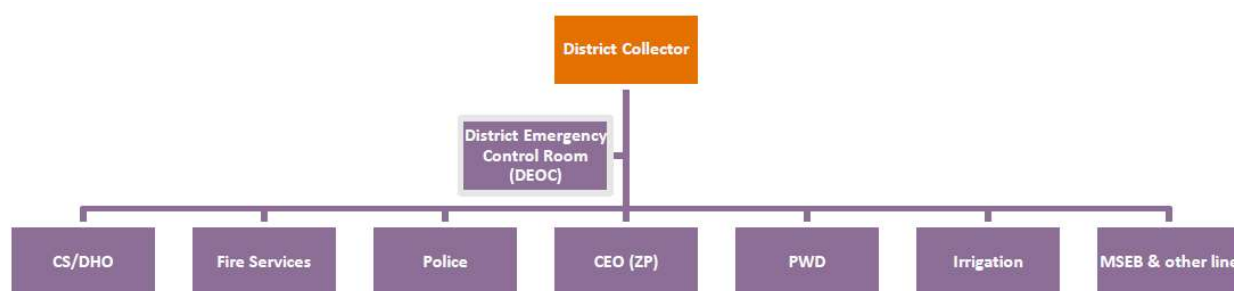 District Collector
District Emergency
Control Room
(DEOC)
CS/DHO
Fire Services
Police
CEO (ZP)
PWD
Irrigation
MSEB & other line